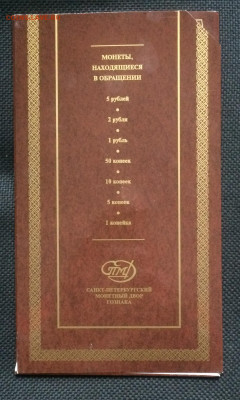 МОНЕТЫ,
НАХОДЯЩИЕСЯ
В ОБРАЩЕНИИ
5 рублей
2 рубля
1 рубль
50 копеек
10 копеек
5 копеек
1 копейка
САНКТ-ПЕТЕРБУРГСКИЙ
МОНЕТНЫЙ ДВОР
ГОЗНАКА